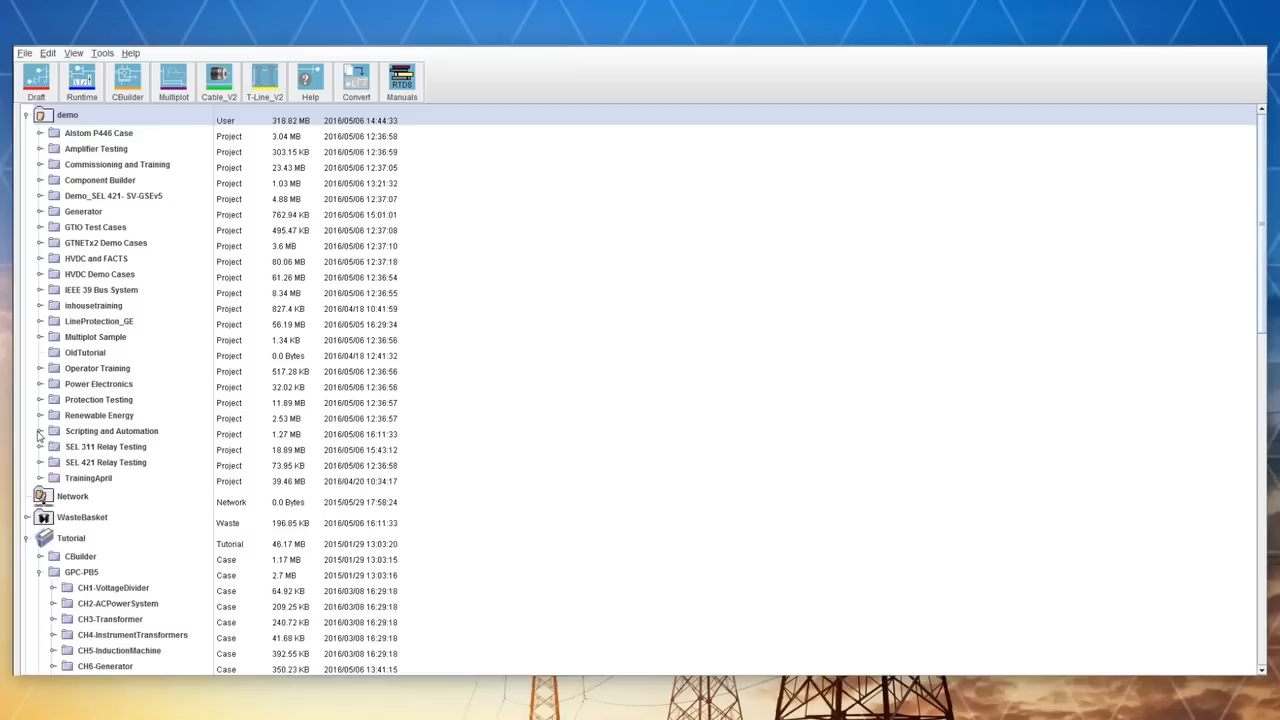 File Edit View Tools Help
Draft Runtime CBuilder Multiplot Cable_V2 T-Line_V2 Help Convert RTDS Manuals
demo User 318.82 MB 2016/05/06 14:44:33
Alstom P446 Case Project 3.04 MB 2016/05/06 12:36:58
Amplifier Testing Project 303.15 KB 2016/05/06 12:36:59
Commissioning and Training Project 23.43 MB 2016/05/06 12:37:05
Component Builder Project 1.03 MB 2016/05/06 13:21:32
Demo_SEL 421- SV-GSEv5 Project 4.88 MB 2016/05/06 12:37:07
Generator Project 762.94 KB 2016/05/06 15:01:01
GTIO Test Cases Project 495.47 KB 2016/05/06 12:37:08
GTNETx2 Demo Cases Project 3.6 MB 2016/05/06 12:37:10
HVDC and FACTS Project 80.06 MB 2016/05/06 12:37:18
HVDC Demo Cases Project 61.26 MB 2016/05/06 12:36:54
IEEE 39 Bus System Project 8.34 MB 2016/05/06 12:36:55
inhousetraining Project 827.4 KB 2016/04/18 10:41:59
LineProtection_GE Project 56.19 MB 2016/05/05 16:29:34
Multiplot Sample Project 1.34 KB 2016/05/06 12:36:56
OldTutorial Project 0.0 Bytes 2016/04/18 12:41:32
Operator Training Project 517.28 KB 2016/05/06 12:36:56
Power Electronics Project 32.02 KB 2016/05/06 12:36:56
Protection Testing Project 11.89 MB 2016/05/06 12:36:57
Renewable Energy Project 2.53 MB 2016/05/06 12:36:57
Scripting and Automation Project 1.27 MB 2016/05/06 16:11:33
SEL 311 Relay Testing Project 18.89 MB 2016/05/06 15:43:12
SEL 421 Relay Testing Project 73.95 KB 2016/05/06 12:36:58
TrainingApril Project 39.46 MB 2016/04/20 10:34:17
Network Network 0.0 Bytes 2015/05/29 17:58:24
WasteBasket Waste 196.85 KB 2016/05/06 16:11:33
Tutorial Tutorial 46.17 MB 2015/01/29 13:03:20
CBuilder Case 1.17 MB 2015/01/29 13:03:15
GPC-PB5 Case 2.7 MB 2015/01/29 13:03:16
CH1-VoltageDivider Case 64.92 KB 2016/03/08 16:29:18
CH2-ACPowerSystem Case 209.25 KB 2016/03/08 16:29:18
CH3-Transformer Case 240.72 KB 2016/03/08 16:29:18
CH4-InstrumentTransformers Case 41.68 KB 2016/03/08 16:29:18
CH5-InductionMachine Case 392.55 KB 2016/03/08 16:29:18
CH6-Generator Case 350.23 KB 2016/05/06 13:41:15